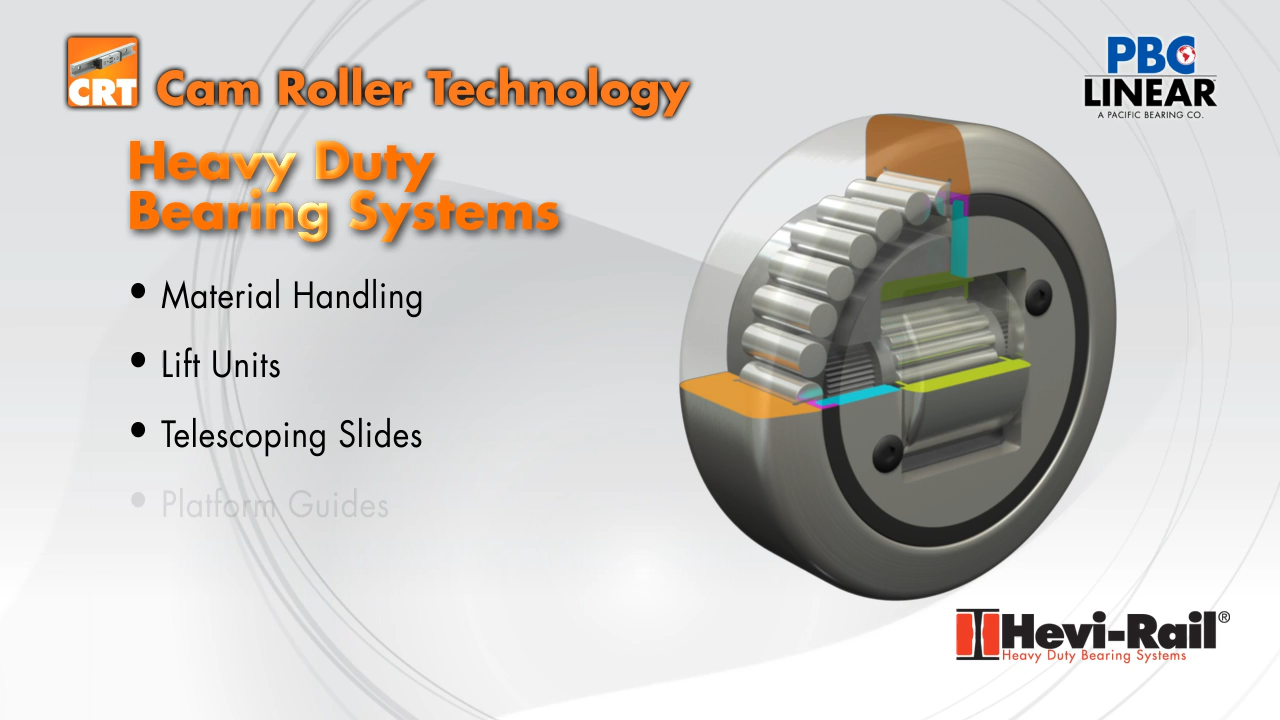 CRT
Cam Roller Technology
PBC
LINEAR
A PACIFIC BEARING CO.
Heavy Duty
Bearing Systems
• Material Handling
• Lift Units
• Telescoping Slides
• Platform Guides
Hevi-Rail®
Heavy Duty Bearing Systems